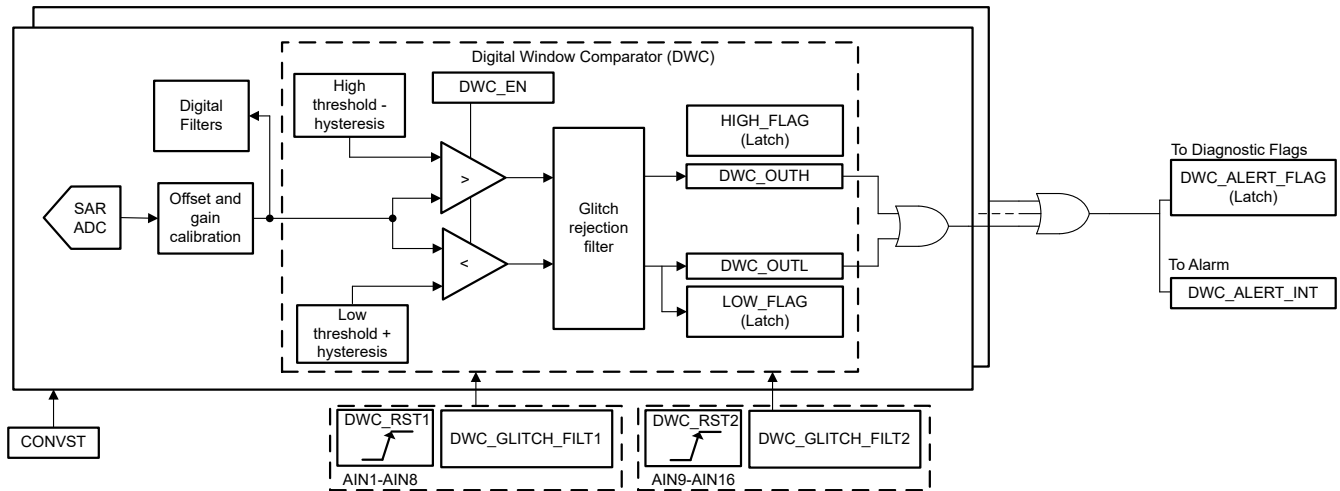 Digital Window Comparator (DWC)
High
threshold -
hysteresis
DWC_EN
Digital
Filters
HIGH_FLAG
(Latch)
To Diagnostic Flags
DWC_ALERT_FLAG
(Latch)
>
DWC_OUTH
SAR
ADC
Offset and
gain
calibration
Glitch
rejection
filter
<
DWC_OUTL
To Alarm
DWC_ALERT_INT
Low
threshold +
hysteresis
LOW_FLAG
(Latch)
CONVST
DWC_RST1
DWC_GLITCH_FILT1
AIN1-AIN8
DWC_RST2
DWC_GLITCH_FILT2
AIN9-AIN16